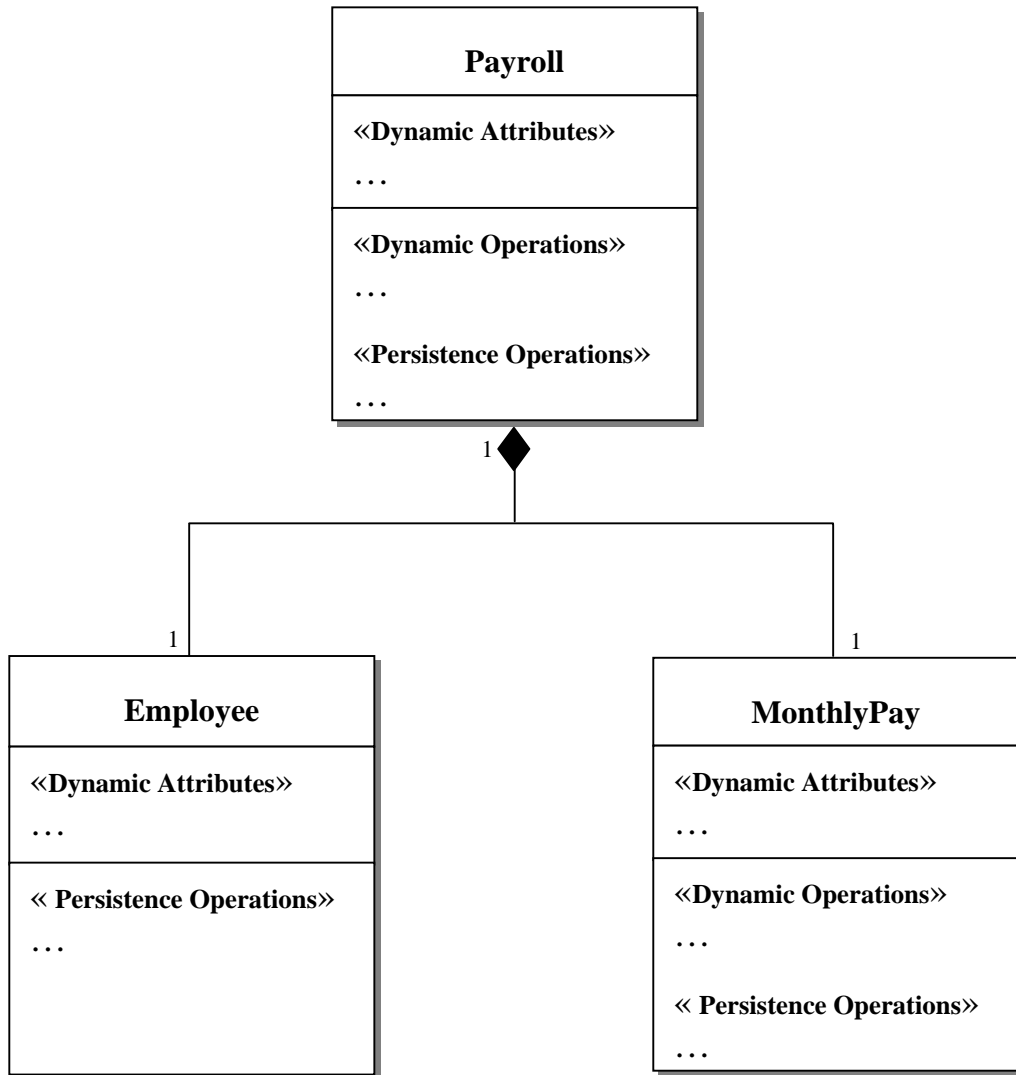 Payroll
«Dynamic Attributes»
...
«Dynamic Operations»
...
«Persistence Operations»
...
1
1
1
Employee
«Dynamic Attributes»
...
« Persistence Operations»
...
MonthlyPay
«Dynamic Attributes»
...
«Dynamic Operations»
...
« Persistence Operations»
...